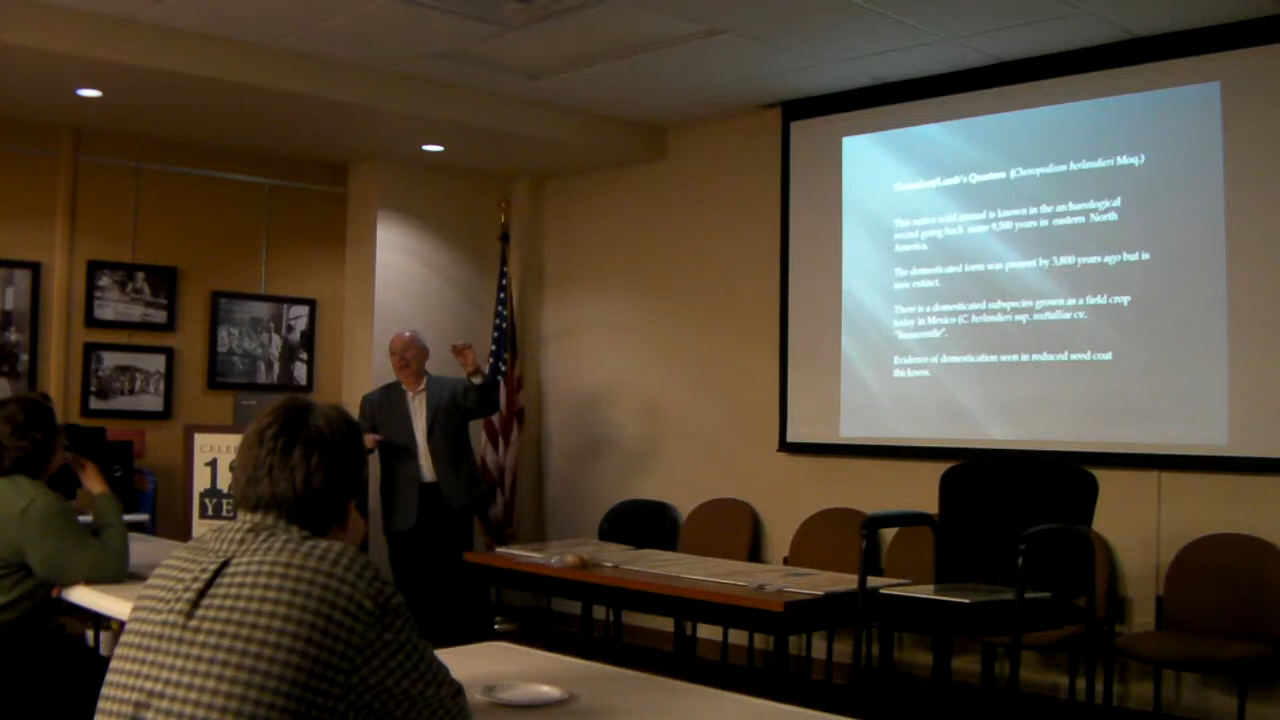 Goosefoot/Lamb's Quarters (Chenopodium berlandieri Moq.)
This native wild annual is known in the archaeological
record going back some 9,500 years in eastern North
America.
The domesticated form was present by 3,800 years ago but is
now extinct.
There is a domesticated subspecies grown as a field crop
today in Mexico (C. berlandieri ssp. nuttalliae cv.
"huauzontle".
Evidence of domestication seen in reduced seed coat
thickness.
CELE
YE